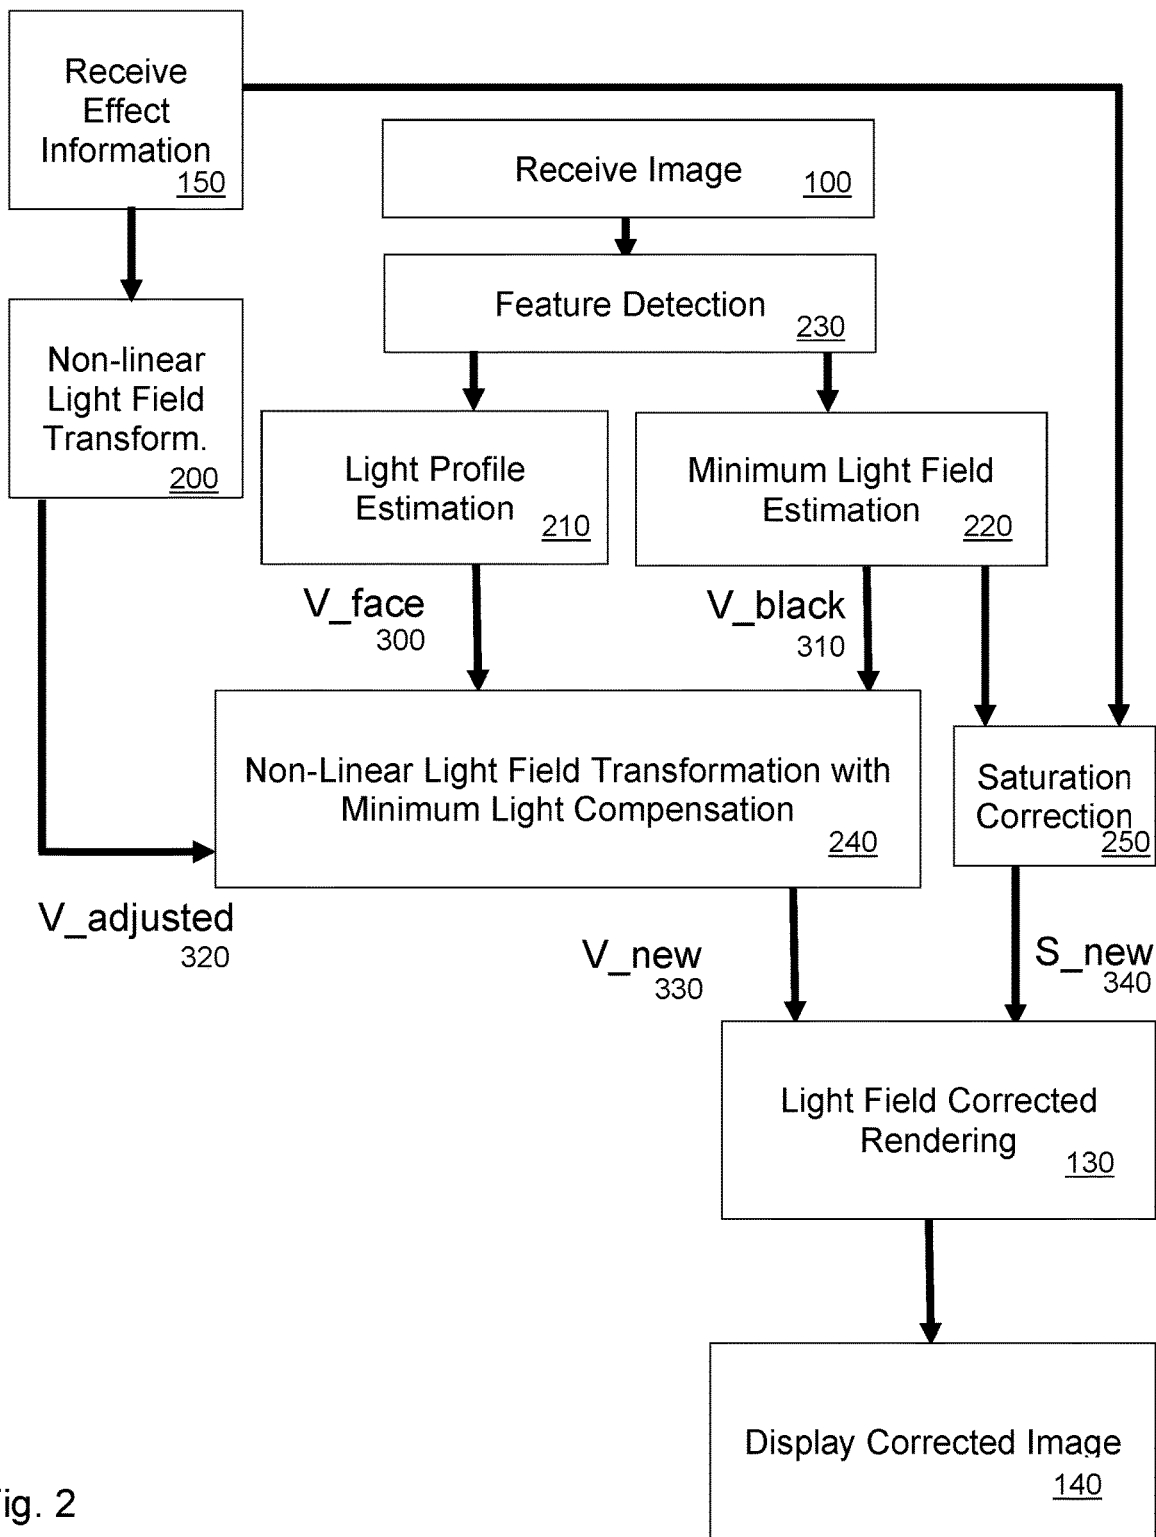 Receive
Effect
Information
150
Receive Image
100
Feature Detection
230
Non-linear
Light Field
Transform.
200
Light Profile
Estimation
210
Minimum Light Field
Estimation
220
V_face
300
V_black
310
Non-Linear Light Field Transformation with
Minimum Light Compensation
240
Saturation
Correction
250
V_adjusted
320
V_new
330
S_new
340
Light Field Corrected
Rendering
130
Display Corrected Image
140
ig. 2